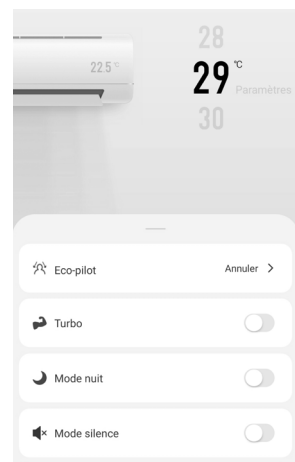 28
22.5 °
29 °C
Paramètres
30
Eco-pilot
Annuler
Turbo
Mode nuit
Mode silence